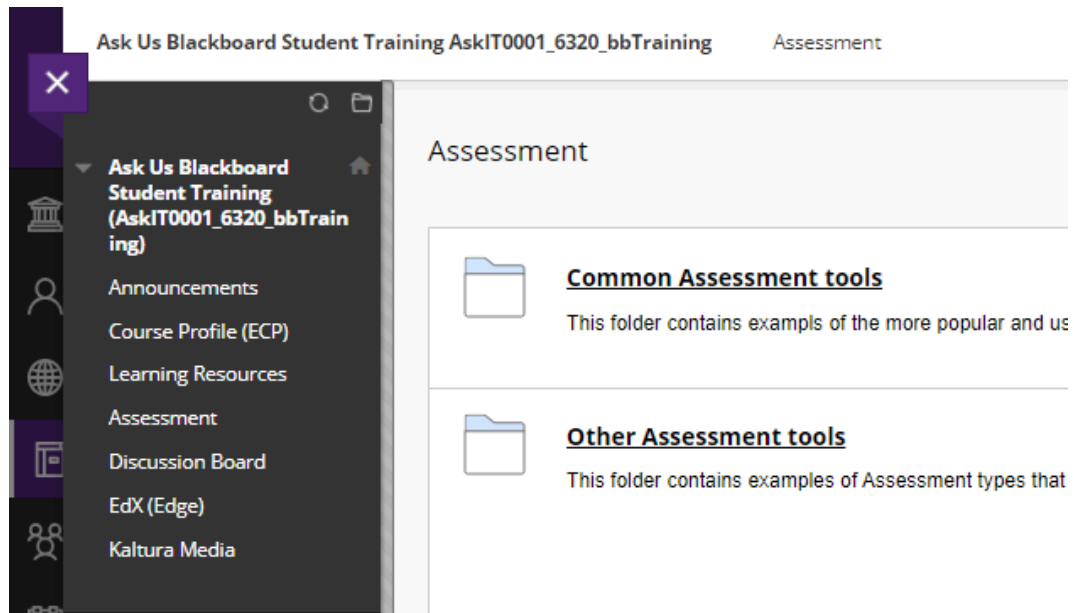 Ask Us Blackboard Student Training AskIT0001_6320_bbTraining Assessment
Ask Us Blackboard
Student Training
(AskIT0001_6320_bbTrain
ing)
Announcements
Course Profile (ECP)
Learning Resources
Assessment
Discussion Board
EdX (Edge)
Kaltura Media
Assessment
Common Assessment tools
This folder contains exampls of the more popular and us
Other Assessment tools
This folder contains examples of Assessment types that